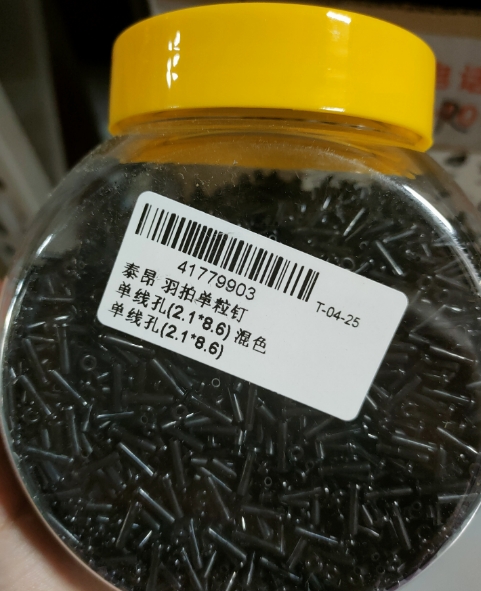 41779903
T-04-25
泰昂 羽拍单粒钉
单线孔(2.1*8.6) 混色
单线孔(2.1*8.6)